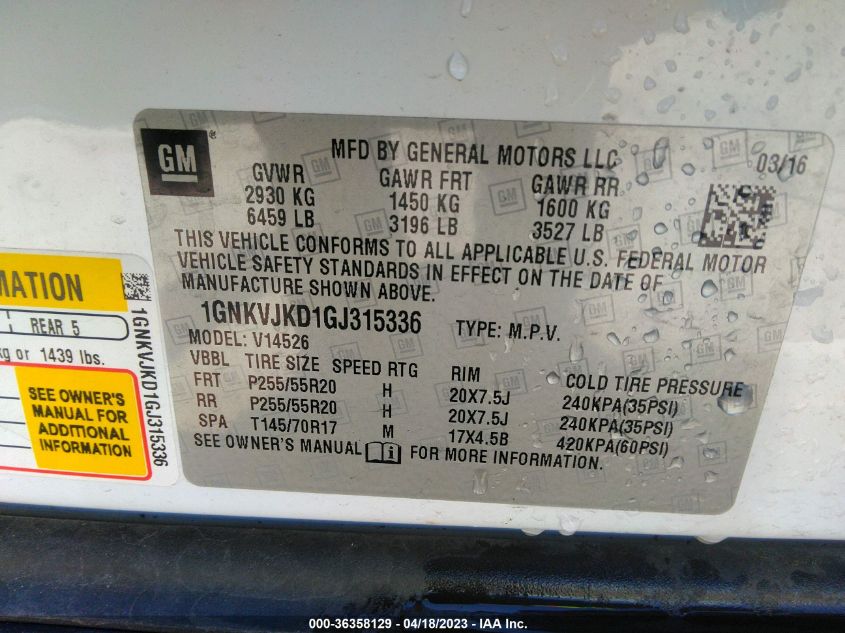 GM
MFD BY GENERAL MOTORS LLC
03/16
GVWR GAWR FRT GAWR RR
2930 KG 1450 KG 1600 KG
6459 LB 3196 LB 3527 LB
THIS VEHICLE CONFORMS TO ALL APPLICABLE U.S. FEDERAL MOTOR
VEHICLE SAFETY STANDARDS IN EFFECT ON THE DATE OF
MANUFACTURE SHOWN ABOVE.
1GNKVJKD1GJ315336 TYPE: M.P.V.
MODEL: V14526
VBBL TIRE SIZE SPEED RTG RIM COLD TIRE PRESSURE
FRT P255/55R20 H 20X7.5J 240KPA(35PSI)
RR P255/55R20 H 20X7.5J 240KPA(35PSI)
SPA T145/70R17 M 17X4.5B 420KPA(60PSI)
SEE OWNER'S MANUAL FOR MORE INFORMATION.
MATION
REAR 5
kg or 1439 lbs.
SEE OWNER'S
MANUAL FOR
ADDITIONAL
INFORMATION
1GNKVJKD1GJ315336
000-36358129 - 04/18/2023 - IAA Inc.